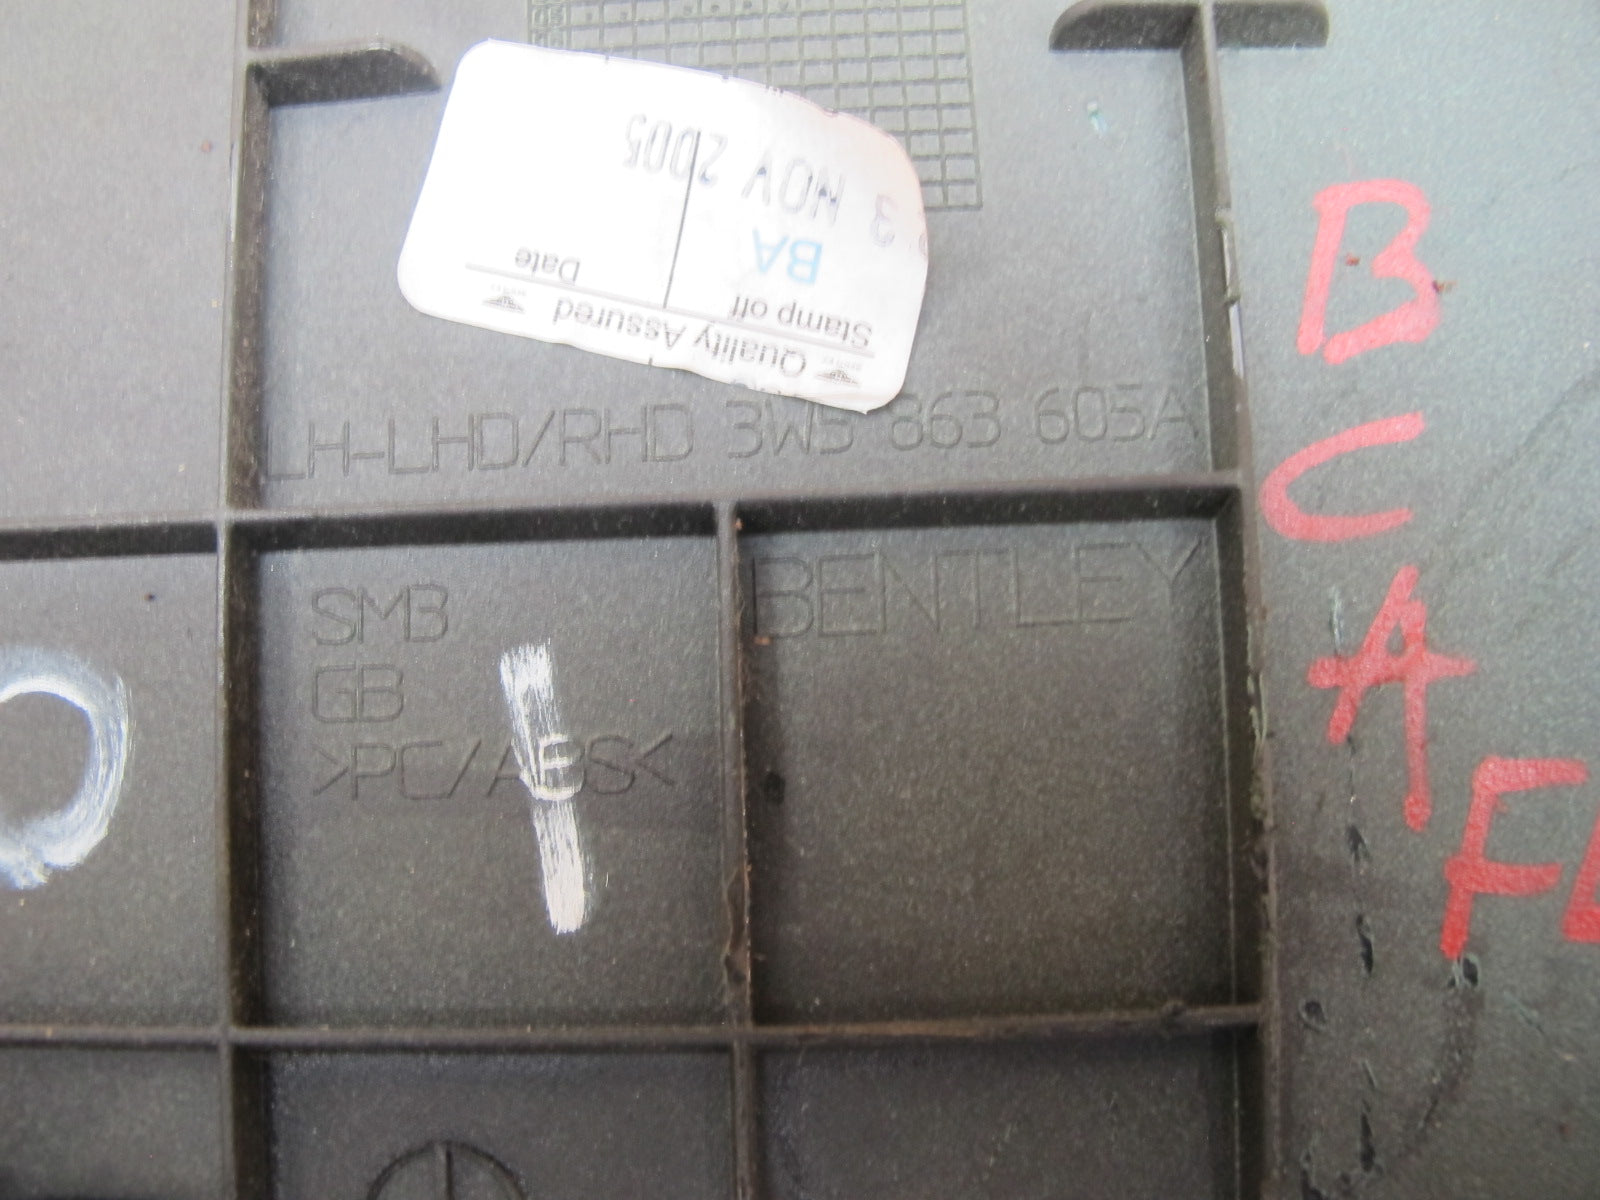 3 NOV 2005
BA
Stamp off Date
Quality Assured
LH-LHD/RHD 3W5 863 605A
BENTLEY
SMB
GB
>PC/ABS<
B
C
A
FL